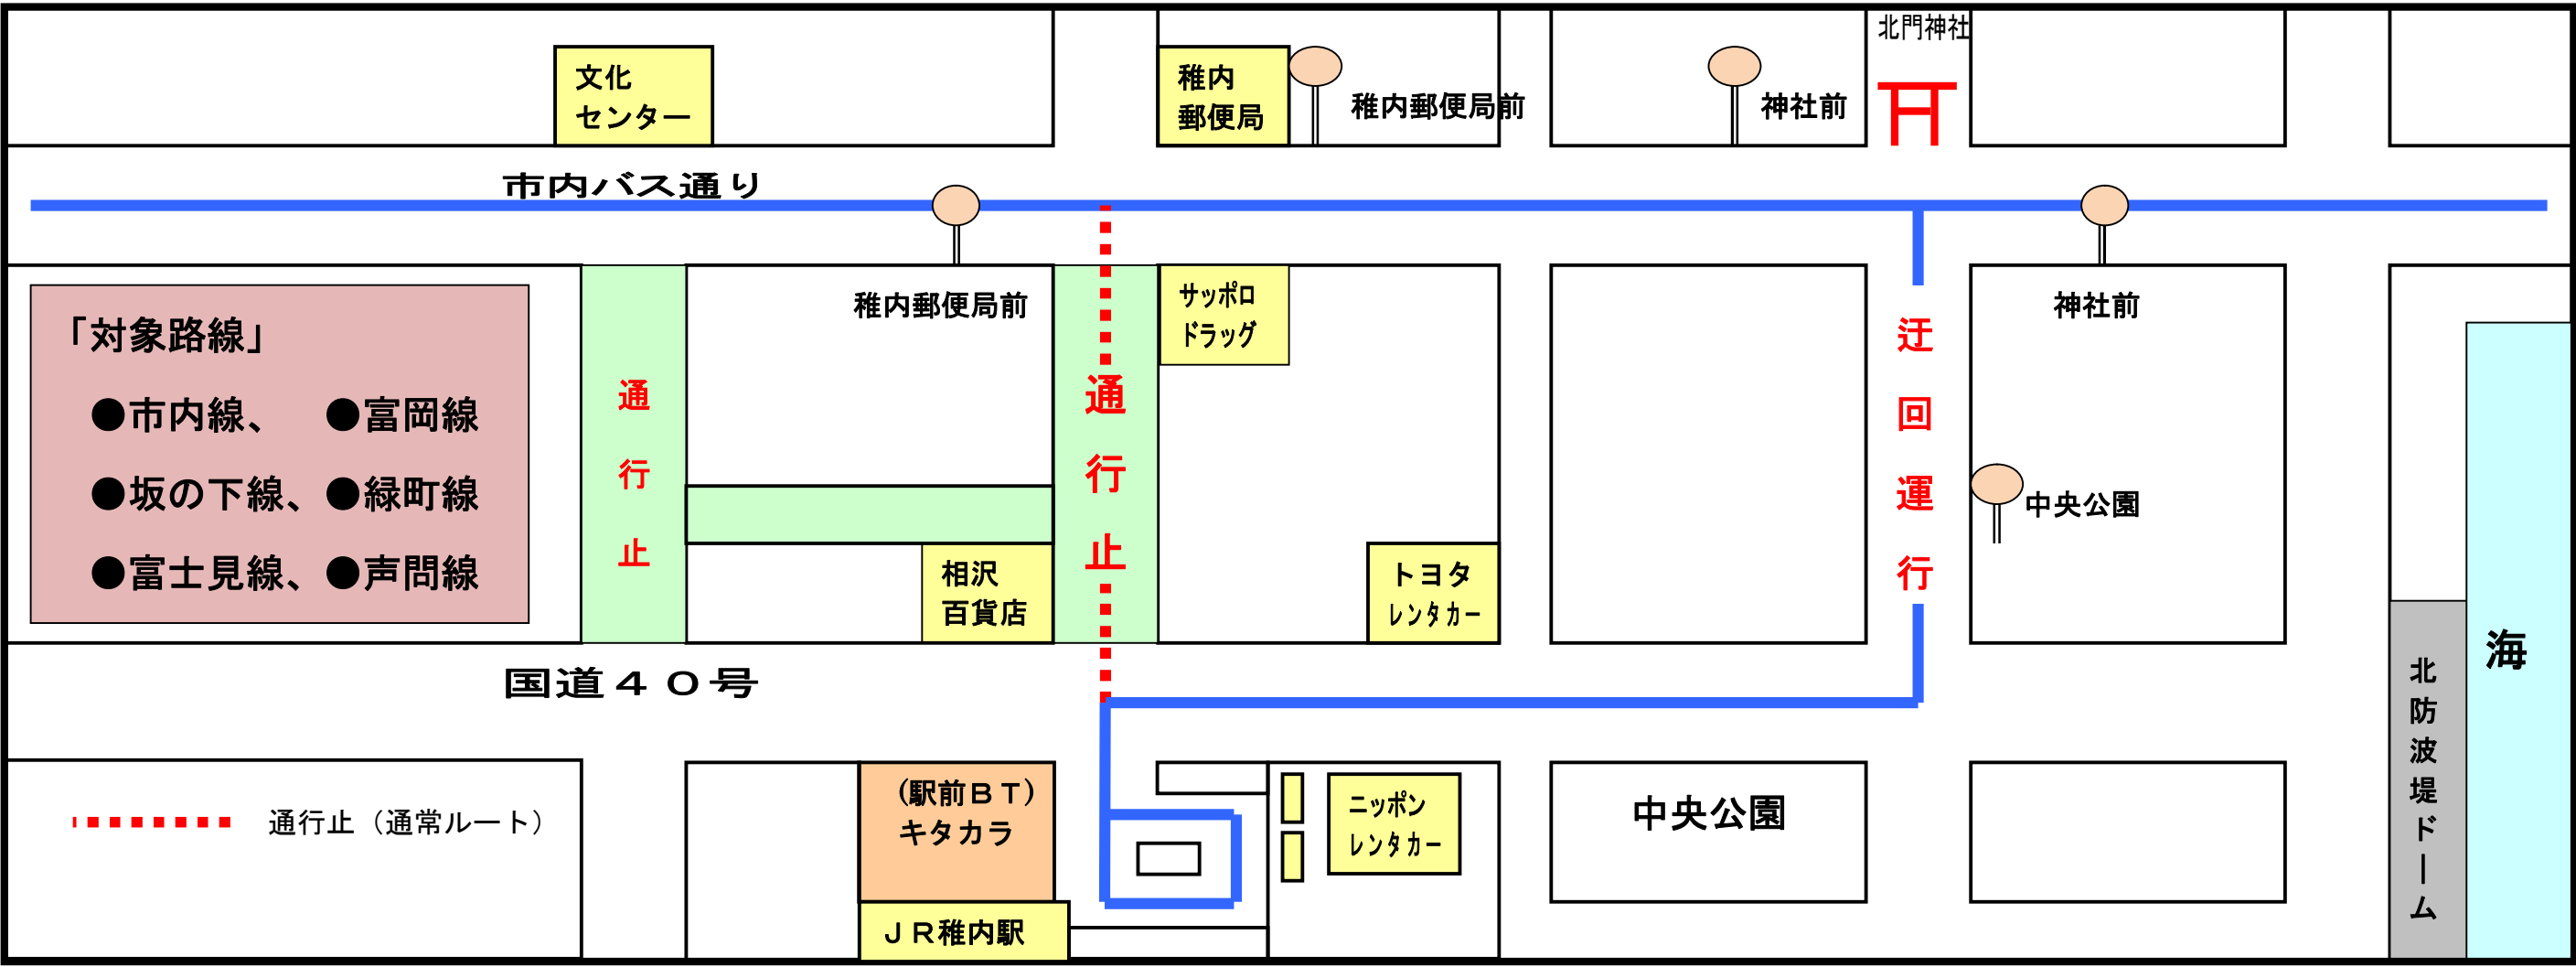 北門神社
文化
センター
稚内
郵便局
稚内郵便局前
神社前
市内バス通り
稚内郵便局前
サッポロ
ドラッグ
神社前
「対象路線」
●市内線、 ●富岡線
●坂の下線、●緑町線
●富士見線、●声問線
通行止
通行止
迂回運行
中央公園
相沢
百貨店
トヨタ
レンタカー
国道40号
海
北防波堤ドーム
(駅前BT)
キタカラ
ニッポン
レンタカー
中央公園
通行止(通常ルート)
JR稚内駅